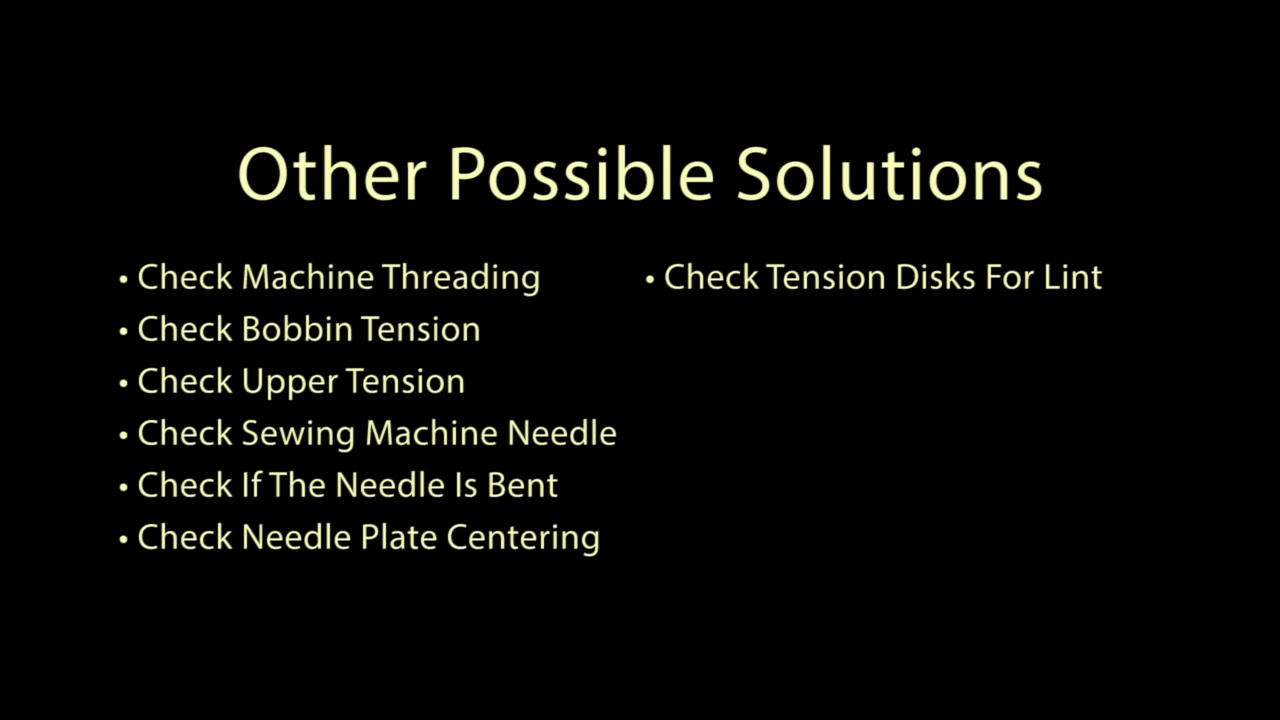 Other Possible Solutions
• Check Machine Threading
• Check Bobbin Tension
• Check Upper Tension
• Check Sewing Machine Needle
• Check If The Needle Is Bent
• Check Needle Plate Centering
• Check Tension Disks For Lint